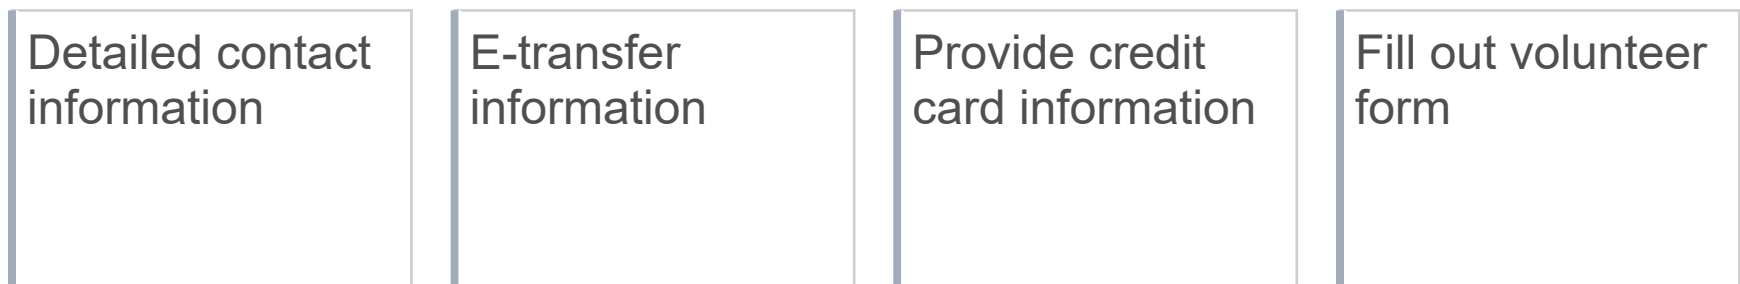 Detailed contact
information
E-transfer
information
Provide credit
card information
Fill out volunteer
form